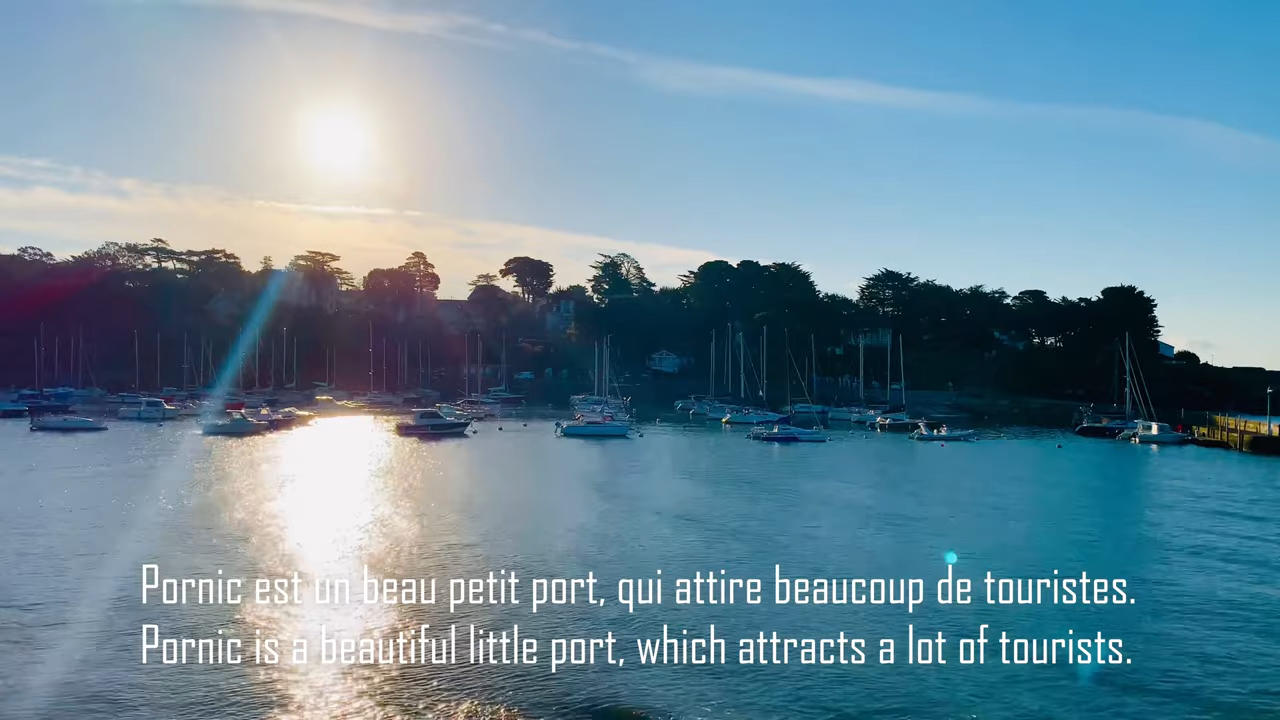 Pornic est un beau petit port, qui attire beaucoup de touristes.
Pornic is a beautiful little port, which attracts a lot of tourists.